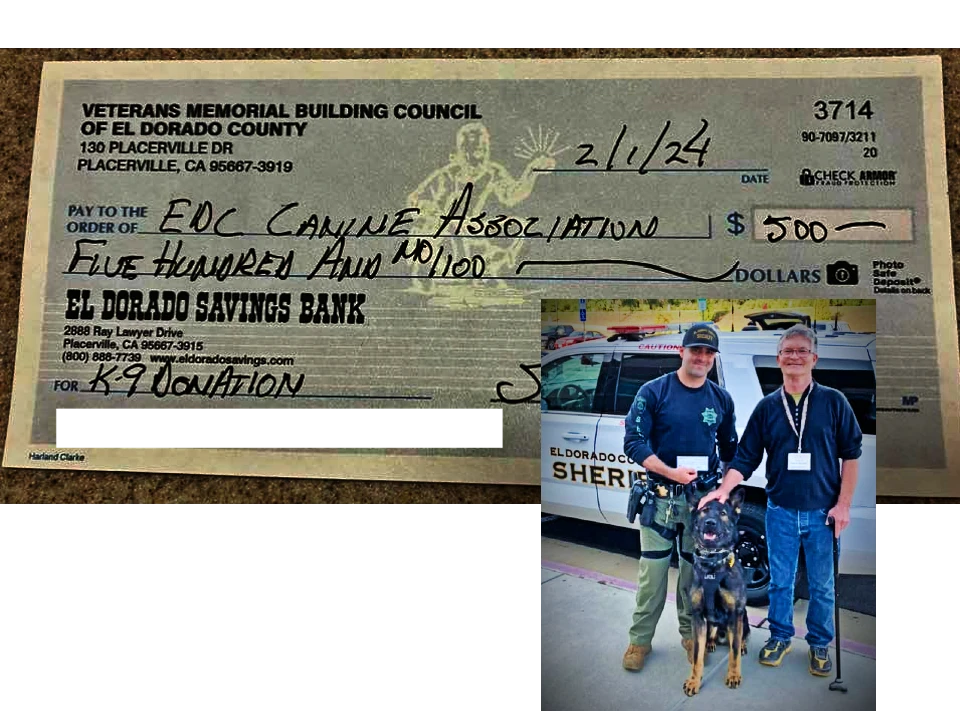 VETERANS MEMORIAL BUILDING COUNCIL
OF EL DORADO COUNTY
130 PLACERVILLE DR
PLACERVILLE, CA 95667-3919
3714
90-7097/3211
20
2/1/24
DATE
CHECK ARMOR
FRAUD PROTECTION
PAY TO THE
ORDER OF
EDC CANINE ASSOCIATION
$ 500
FIVE HUNDRED AND NO/100
DOLLARS
Photo
Safe
Deposit®
Details on back
EL DORADO SAVINGS BANK
2888 Ray Lawyer Drive
Placerville, CA 95667-3915
(800) 888-7739 www.eldoradosavings.com
FOR K-9 DONATION
MP
Harland Clarke
CAUTION
EL DORADO CO
SHERIF